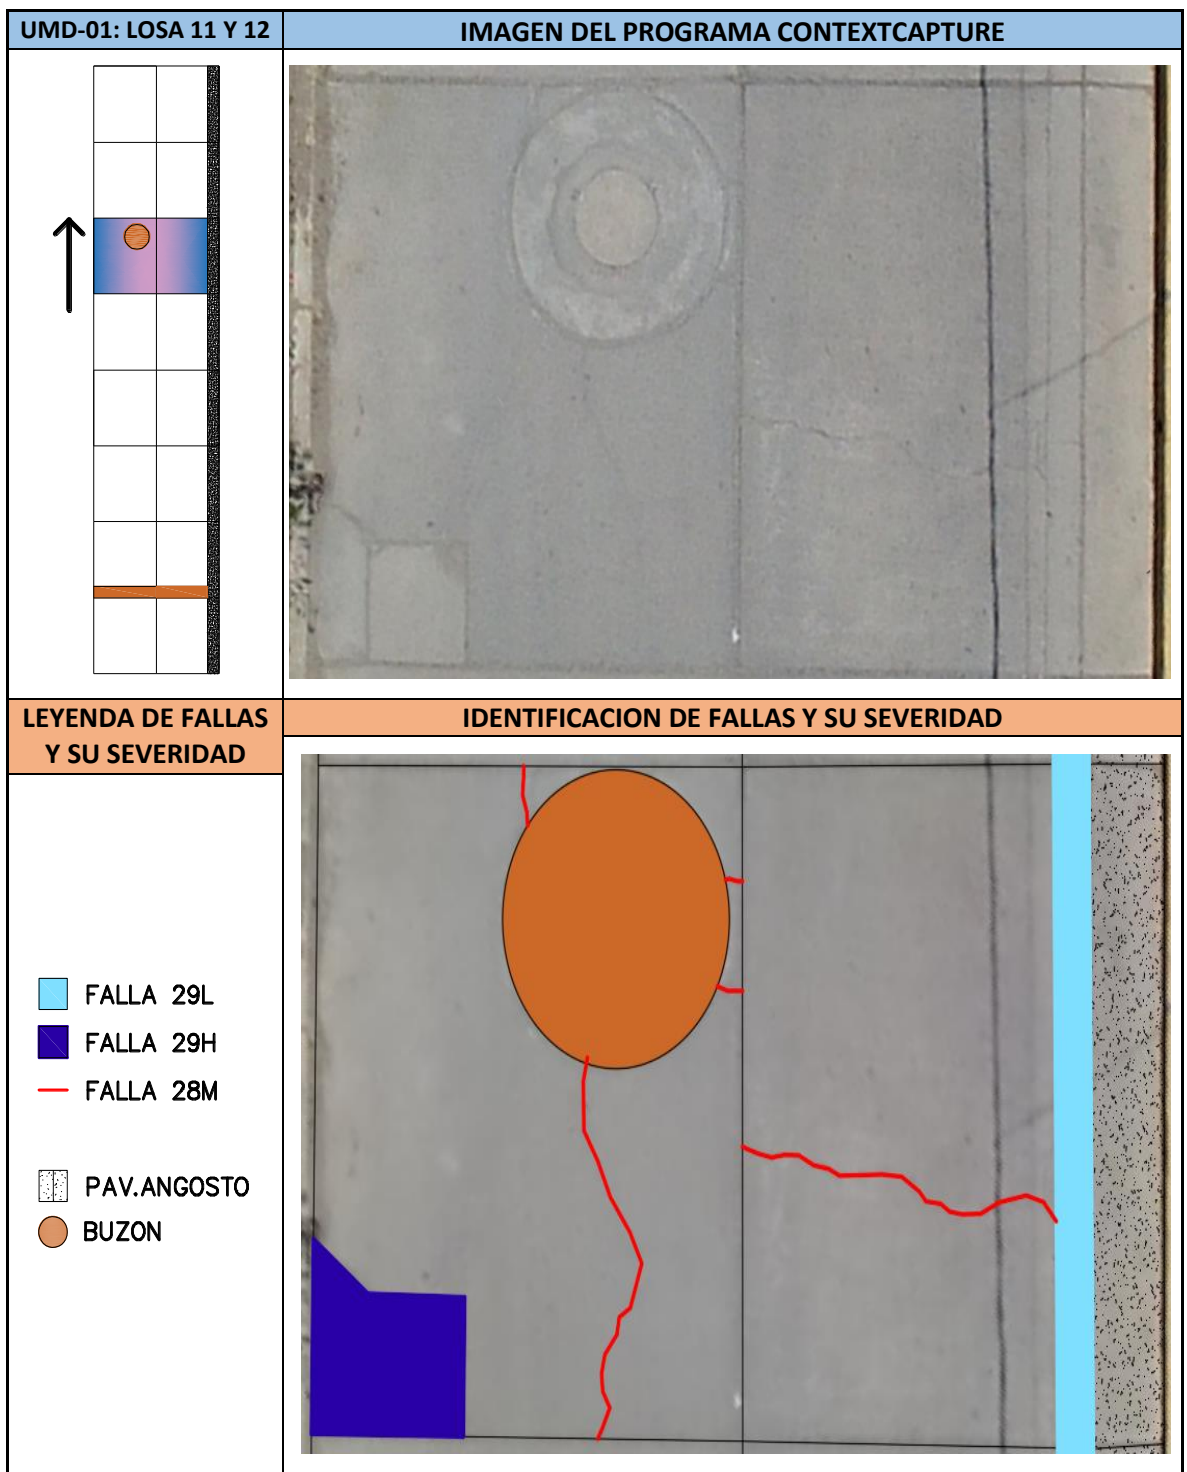 UMD-01: LOSA 11 Y 12
IMAGEN DEL PROGRAMA CONTEXTCAPTURE
LEYENDA DE FALLAS
Y SU SEVERIDAD
IDENTIFICACION DE FALLAS Y SU SEVERIDAD
FALLA 29L
FALLA 29H
FALLA 28M
PAV.ANGOSTO
BUZON